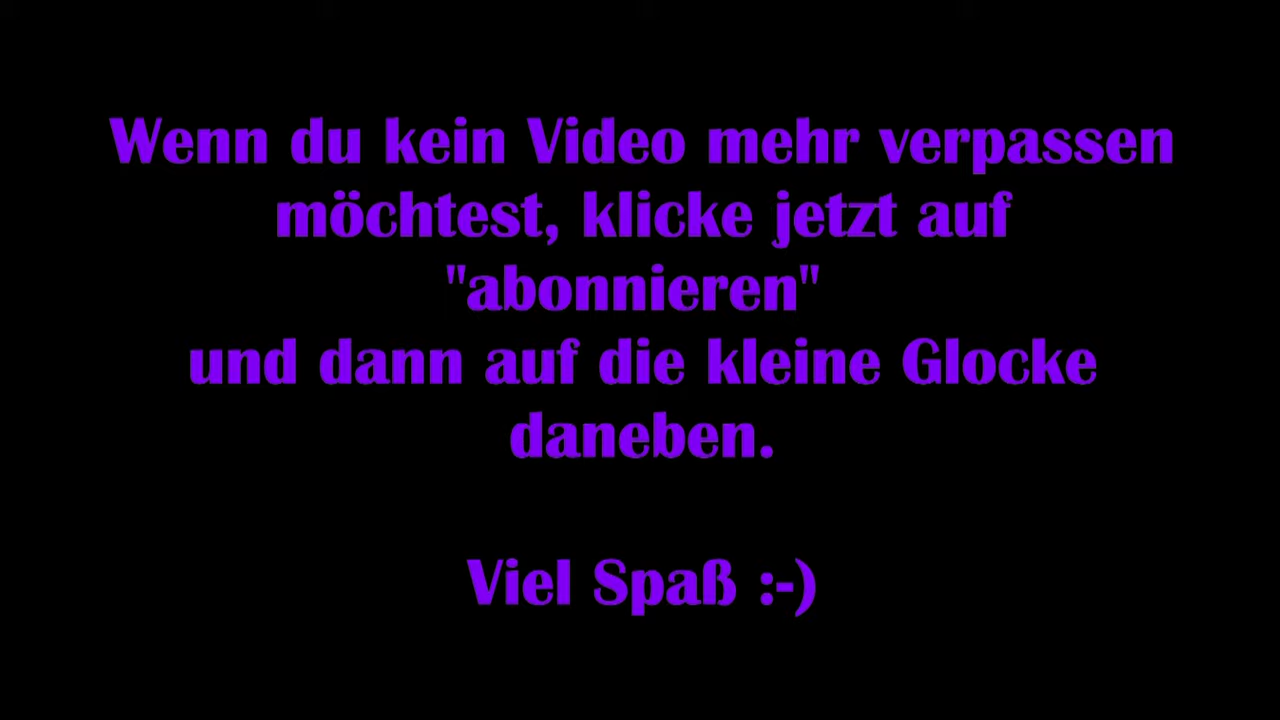 Wenn du kein Video mehr verpassen
möchtest, klicke jetzt auf
"abonnieren"
und dann auf die kleine Glocke
daneben.
Viel Spaß :-)